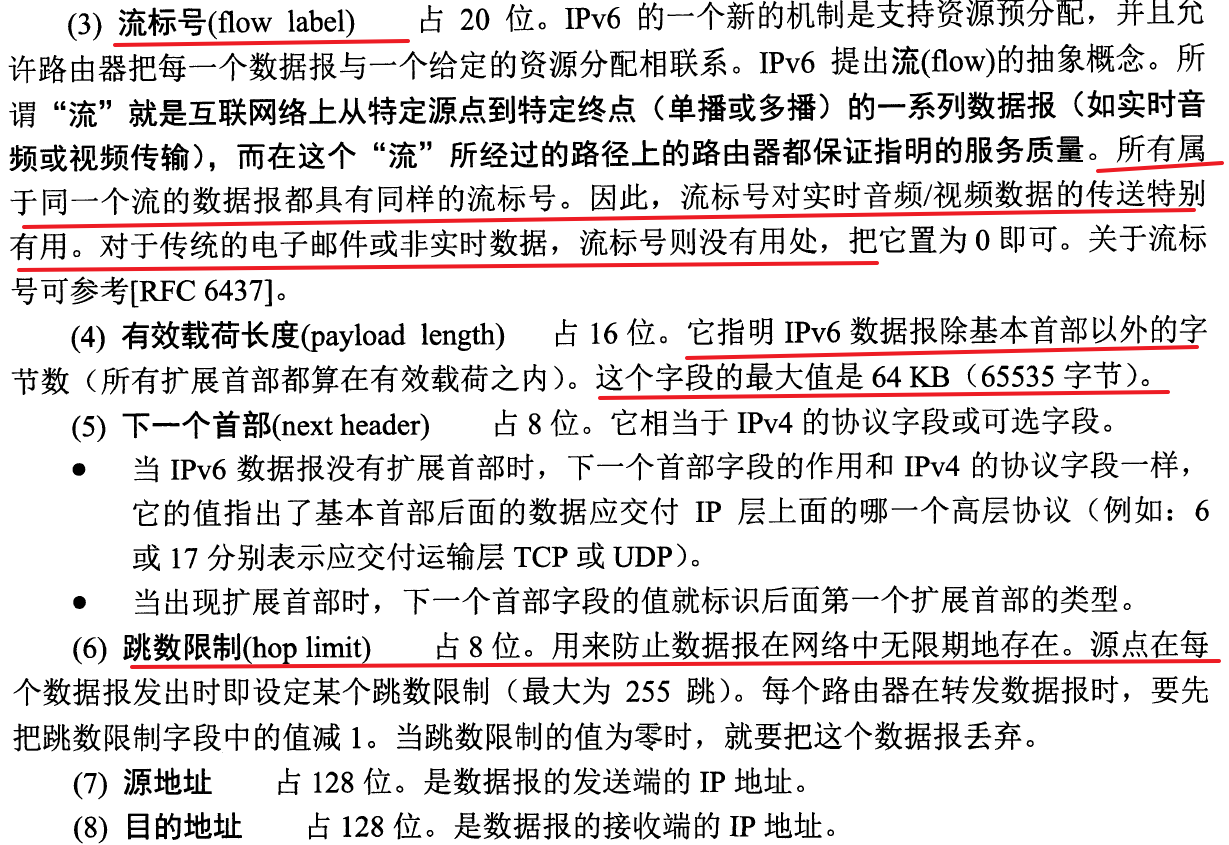 (3) 流标号(flow label) 占 20 位。IPv6 的一个新的机制是支持资源预分配，并且允
许路由器把每一个数据报与一个给定的资源分配相联系。IPv6 提出流(flow)的抽象概念。所
谓“流”就是互联网络上从特定源点到特定终点（单播或多播）的一系列数据报（如实时音
频或视频传输），而在这个“流”所经过的路径上的路由器都保证指明的服务质量。所有属
于同一个流的数据报都具有同样的流标号。因此，流标号对实时音频/视频数据的传送特别
有用。对于传统的电子邮件或非实时数据，流标号则没有用处，把它置为 0 即可。关于流标
号可参考[RFC 6437]。
(4) 有效载荷长度(payload length) 占 16 位。它指明 IPv6 数据报除基本首部以外的字
节数（所有扩展首部都算在有效载荷之内）。这个字段的最大值是 64 KB（65535 字节）。
(5) 下一个首部(next header) 占 8 位。它相当于 IPv4 的协议字段或可选字段。
● 当 IPv6 数据报没有扩展首部时，下一个首部字段的作用和 IPv4 的协议字段一样，
它的值指出了基本首部后面的数据应交付 IP 层上面的哪一个高层协议（例如：6
或 17 分别表示应交付运输层 TCP 或 UDP）。
● 当出现扩展首部时，下一个首部字段的值就标识后面第一个扩展首部的类型。
(6) 跳数限制(hop limit) 占 8 位。用来防止数据报在网络中无限期地存在。源点在每
个数据报发出时即设定某个跳数限制（最大为 255 跳）。每个路由器在转发数据报时，要先
把跳数限制字段中的值减 1。当跳数限制的值为零时，就要把这个数据报丢弃。
(7) 源地址 占 128 位。是数据报的发送端的 IP 地址。
(8) 目的地址 占 128 位。是数据报的接收端的 IP 地址。